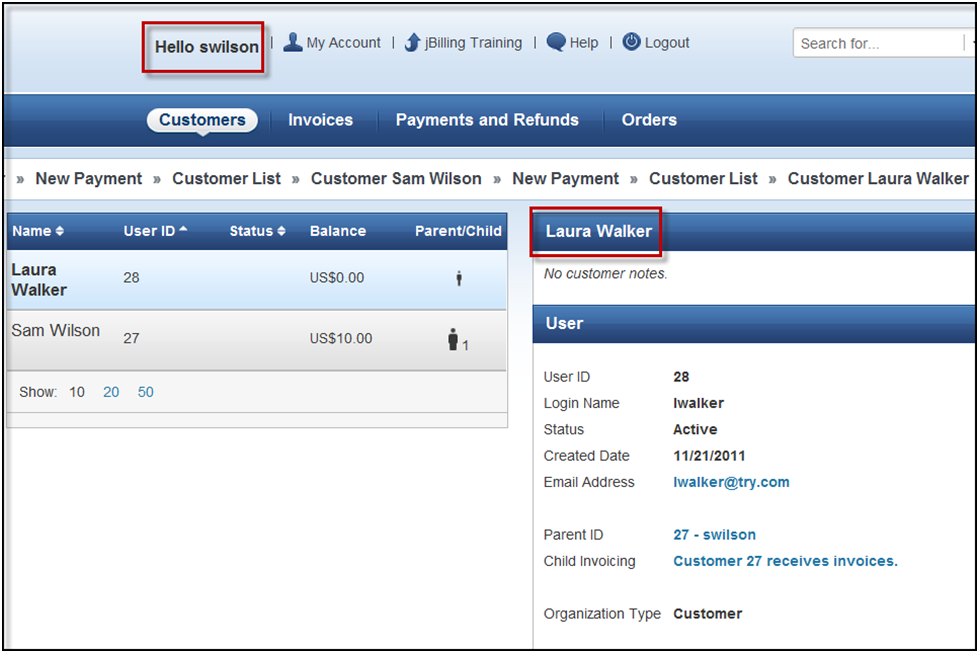 Hello swilson | My Account | jBilling Training | Help | Logout Search for...
Customers Invoices Payments and Refunds Orders
» New Payment » Customer List » Customer Sam Wilson » New Payment » Customer List » Customer Laura Walker
Name User ID Status Balance Parent/Child
Laura
Walker 28 US$0.00
Sam Wilson 27 US$10.00 1
Show: 10 20 50
Laura Walker
No customer notes.
User
User ID 28
Login Name lwalker
Status Active
Created Date 11/21/2011
Email Address lwalker@try.com
Parent ID 27 - swilson
Child Invoicing Customer 27 receives invoices.
Organization Type Customer